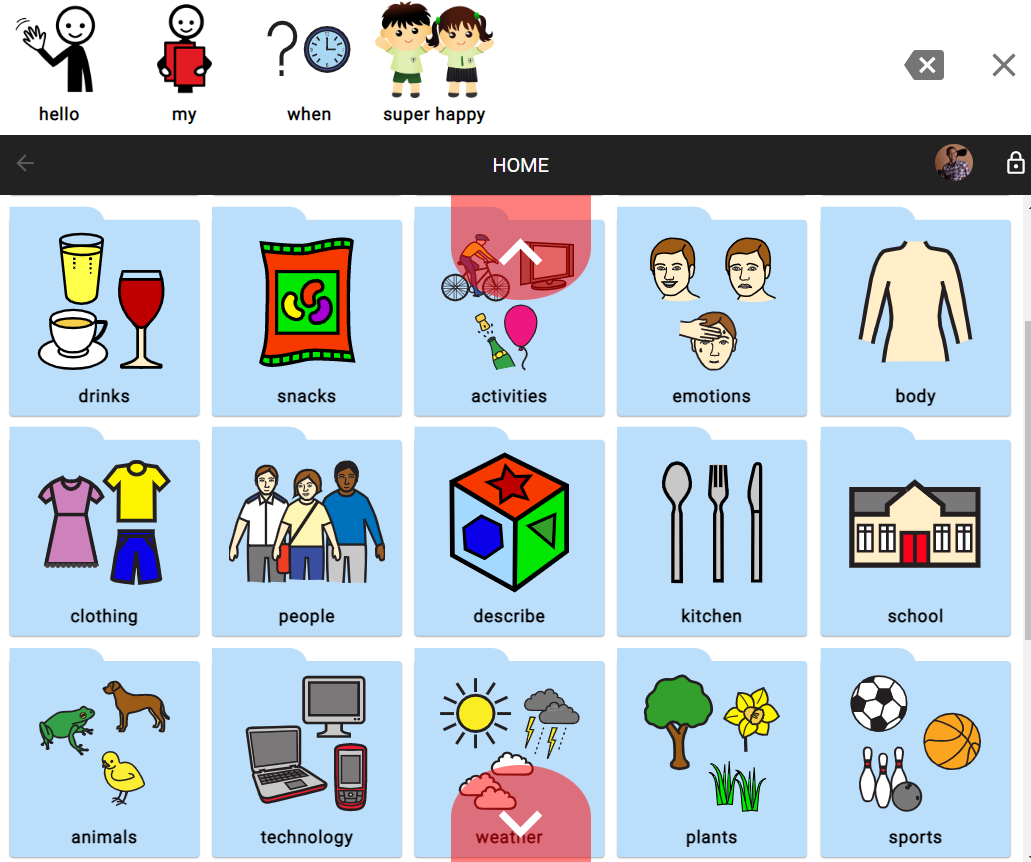 hello my when super happy
HOME
drinks snacks activities emotions body
clothing people describe kitchen school
animals technology weather plants sports